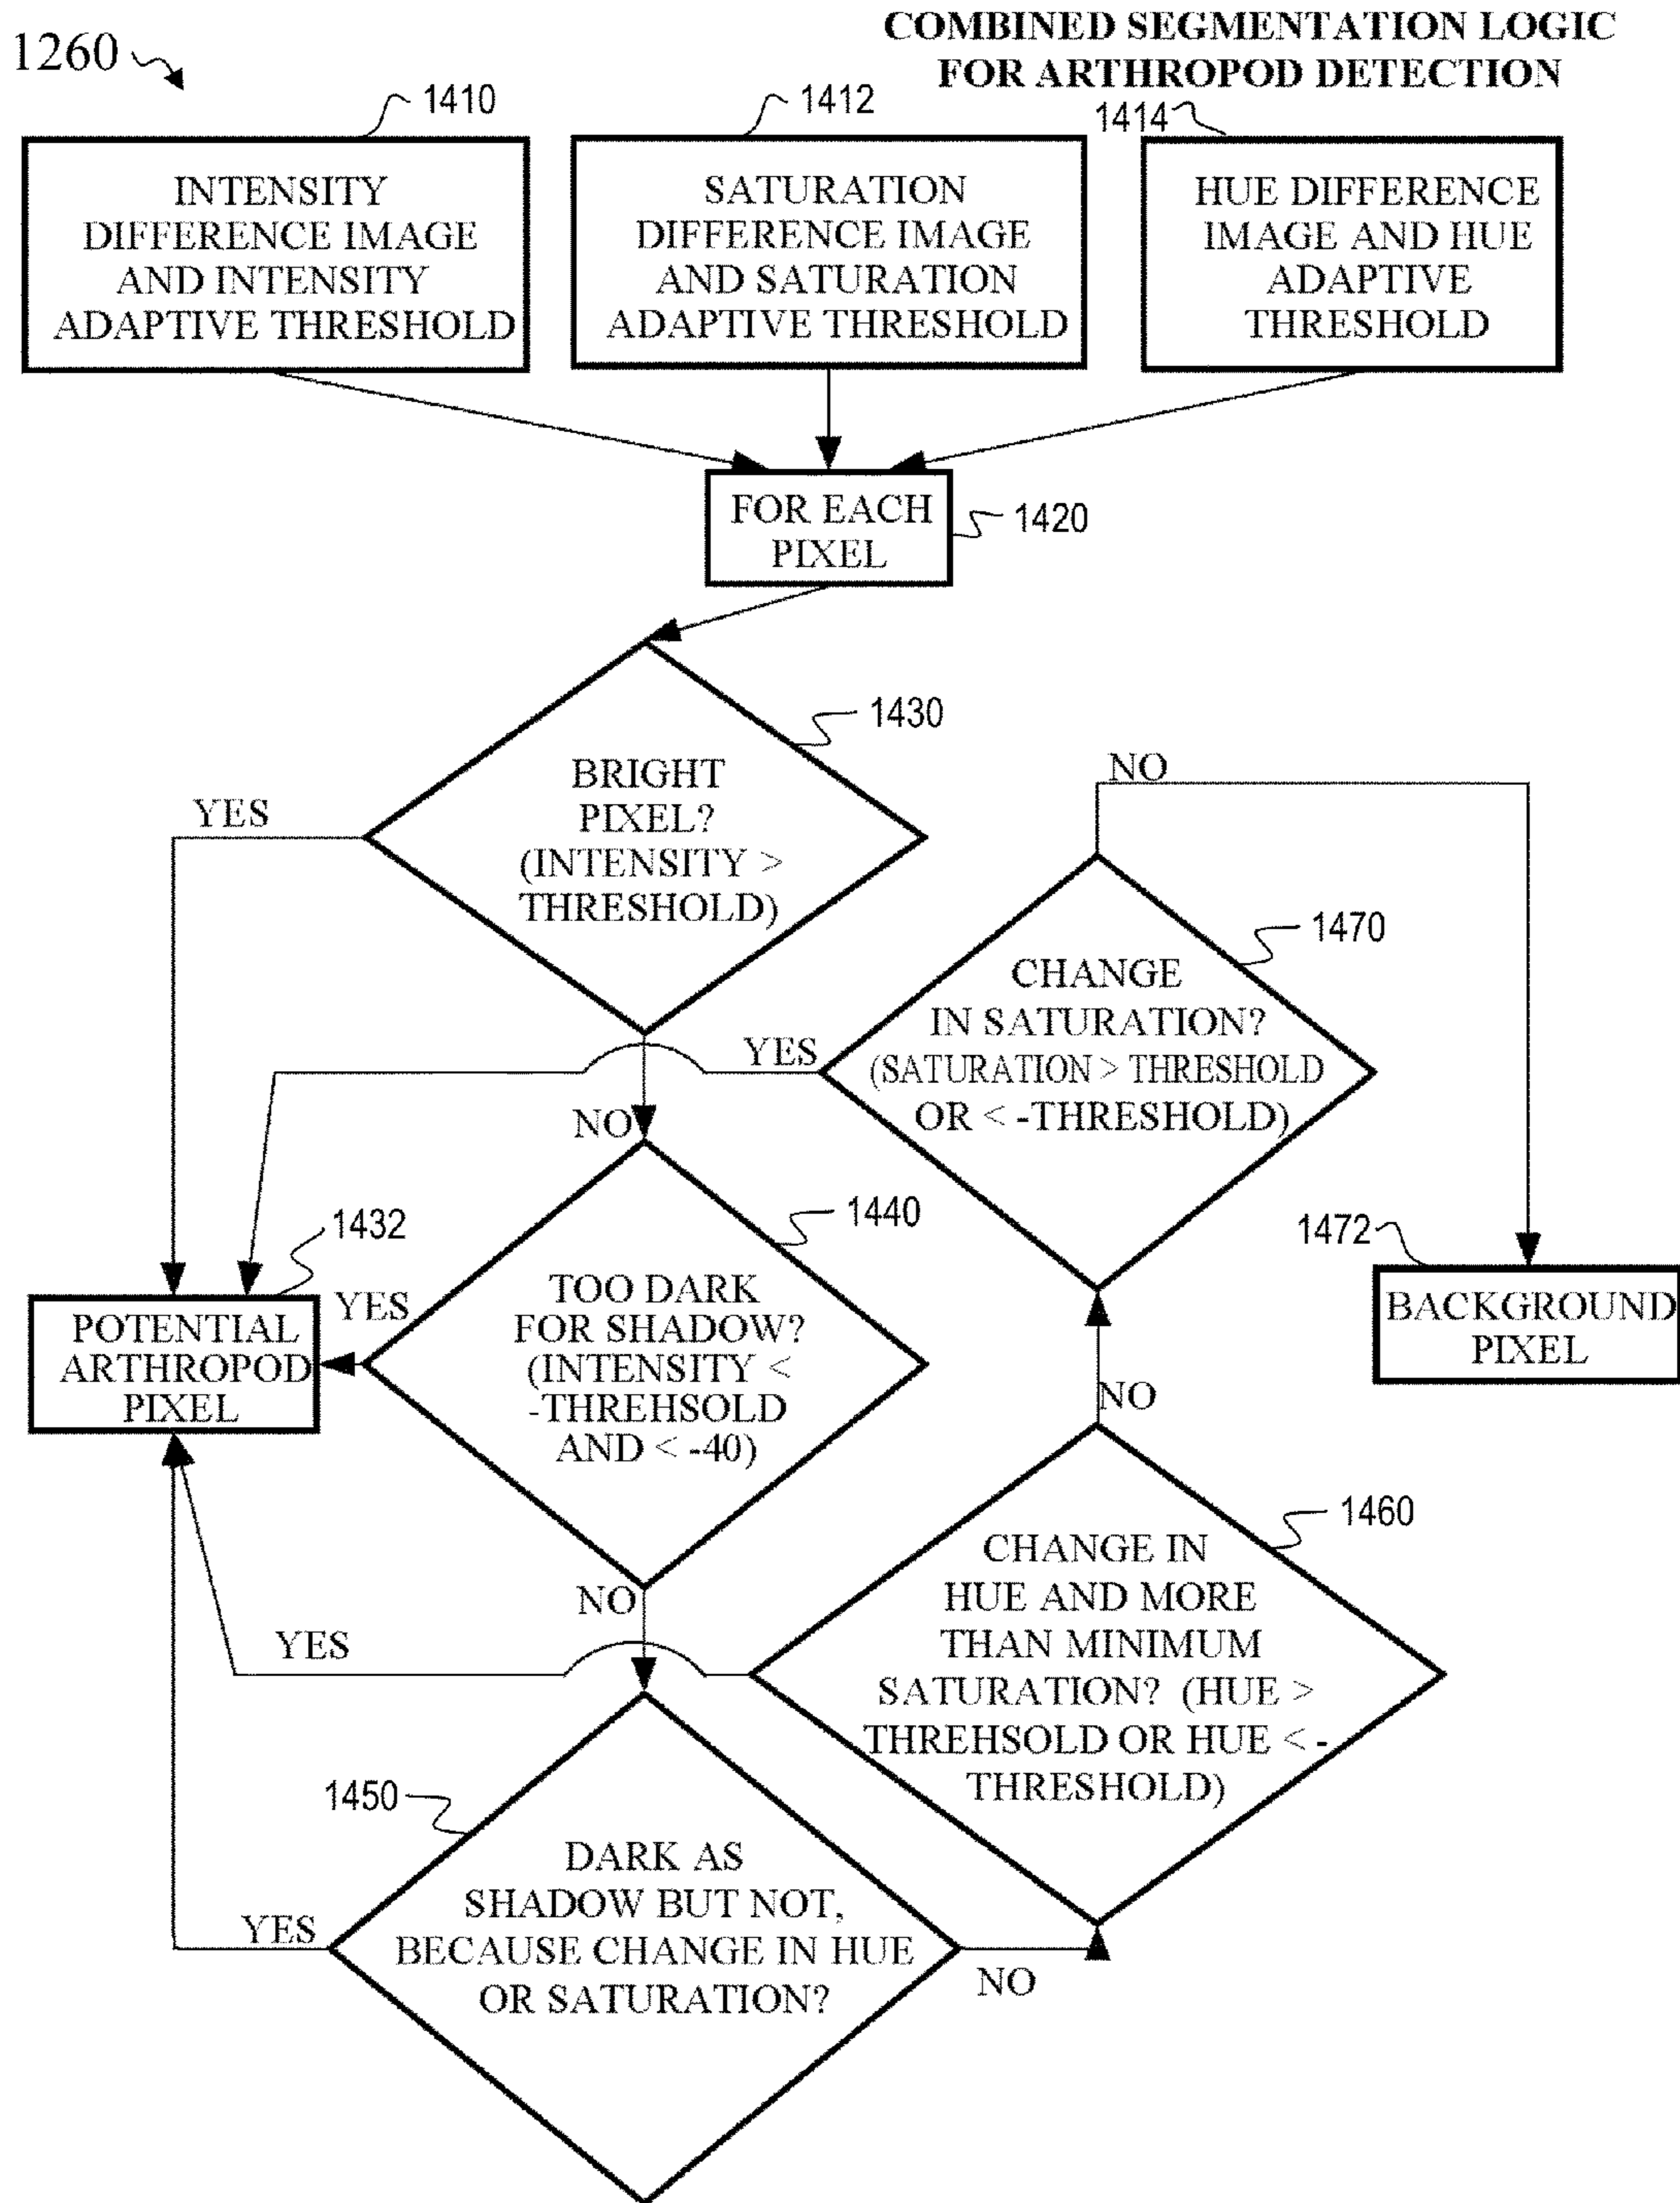 COMBINED SEGMENTATION LOGIC
FOR ARTHROPOD DETECTION
1260
1410
INTENSITY
DIFFERENCE IMAGE
AND INTENSITY
ADAPTIVE THRESHOLD
1412
SATURATION
DIFFERENCE IMAGE
AND SATURATION
ADAPTIVE THRESHOLD
1414
HUE DIFFERENCE
IMAGE AND HUE
ADAPTIVE
THRESHOLD
FOR EACH
PIXEL
1420
1430
BRIGHT
PIXEL?
(INTENSITY >
THRESHOLD)
YES
NO
NO
1470
CHANGE
IN SATURATION?
(SATURATION > THRESHOLD
OR < -THRESHOLD)
YES
1472
BACKGROUND
PIXEL
1432
POTENTIAL
ARTHROPOD
PIXEL
1440
TOO DARK
FOR SHADOW?
(INTENSITY <
-THREHSOLD
AND < -40)
YES
NO
NO
1460
CHANGE IN
HUE AND MORE
THAN MINIMUM
SATURATION? (HUE >
THREHSOLD OR HUE < -
THRESHOLD)
YES
1450
DARK AS
SHADOW BUT NOT,
BECAUSE CHANGE IN HUE
OR SATURATION?
YES
NO